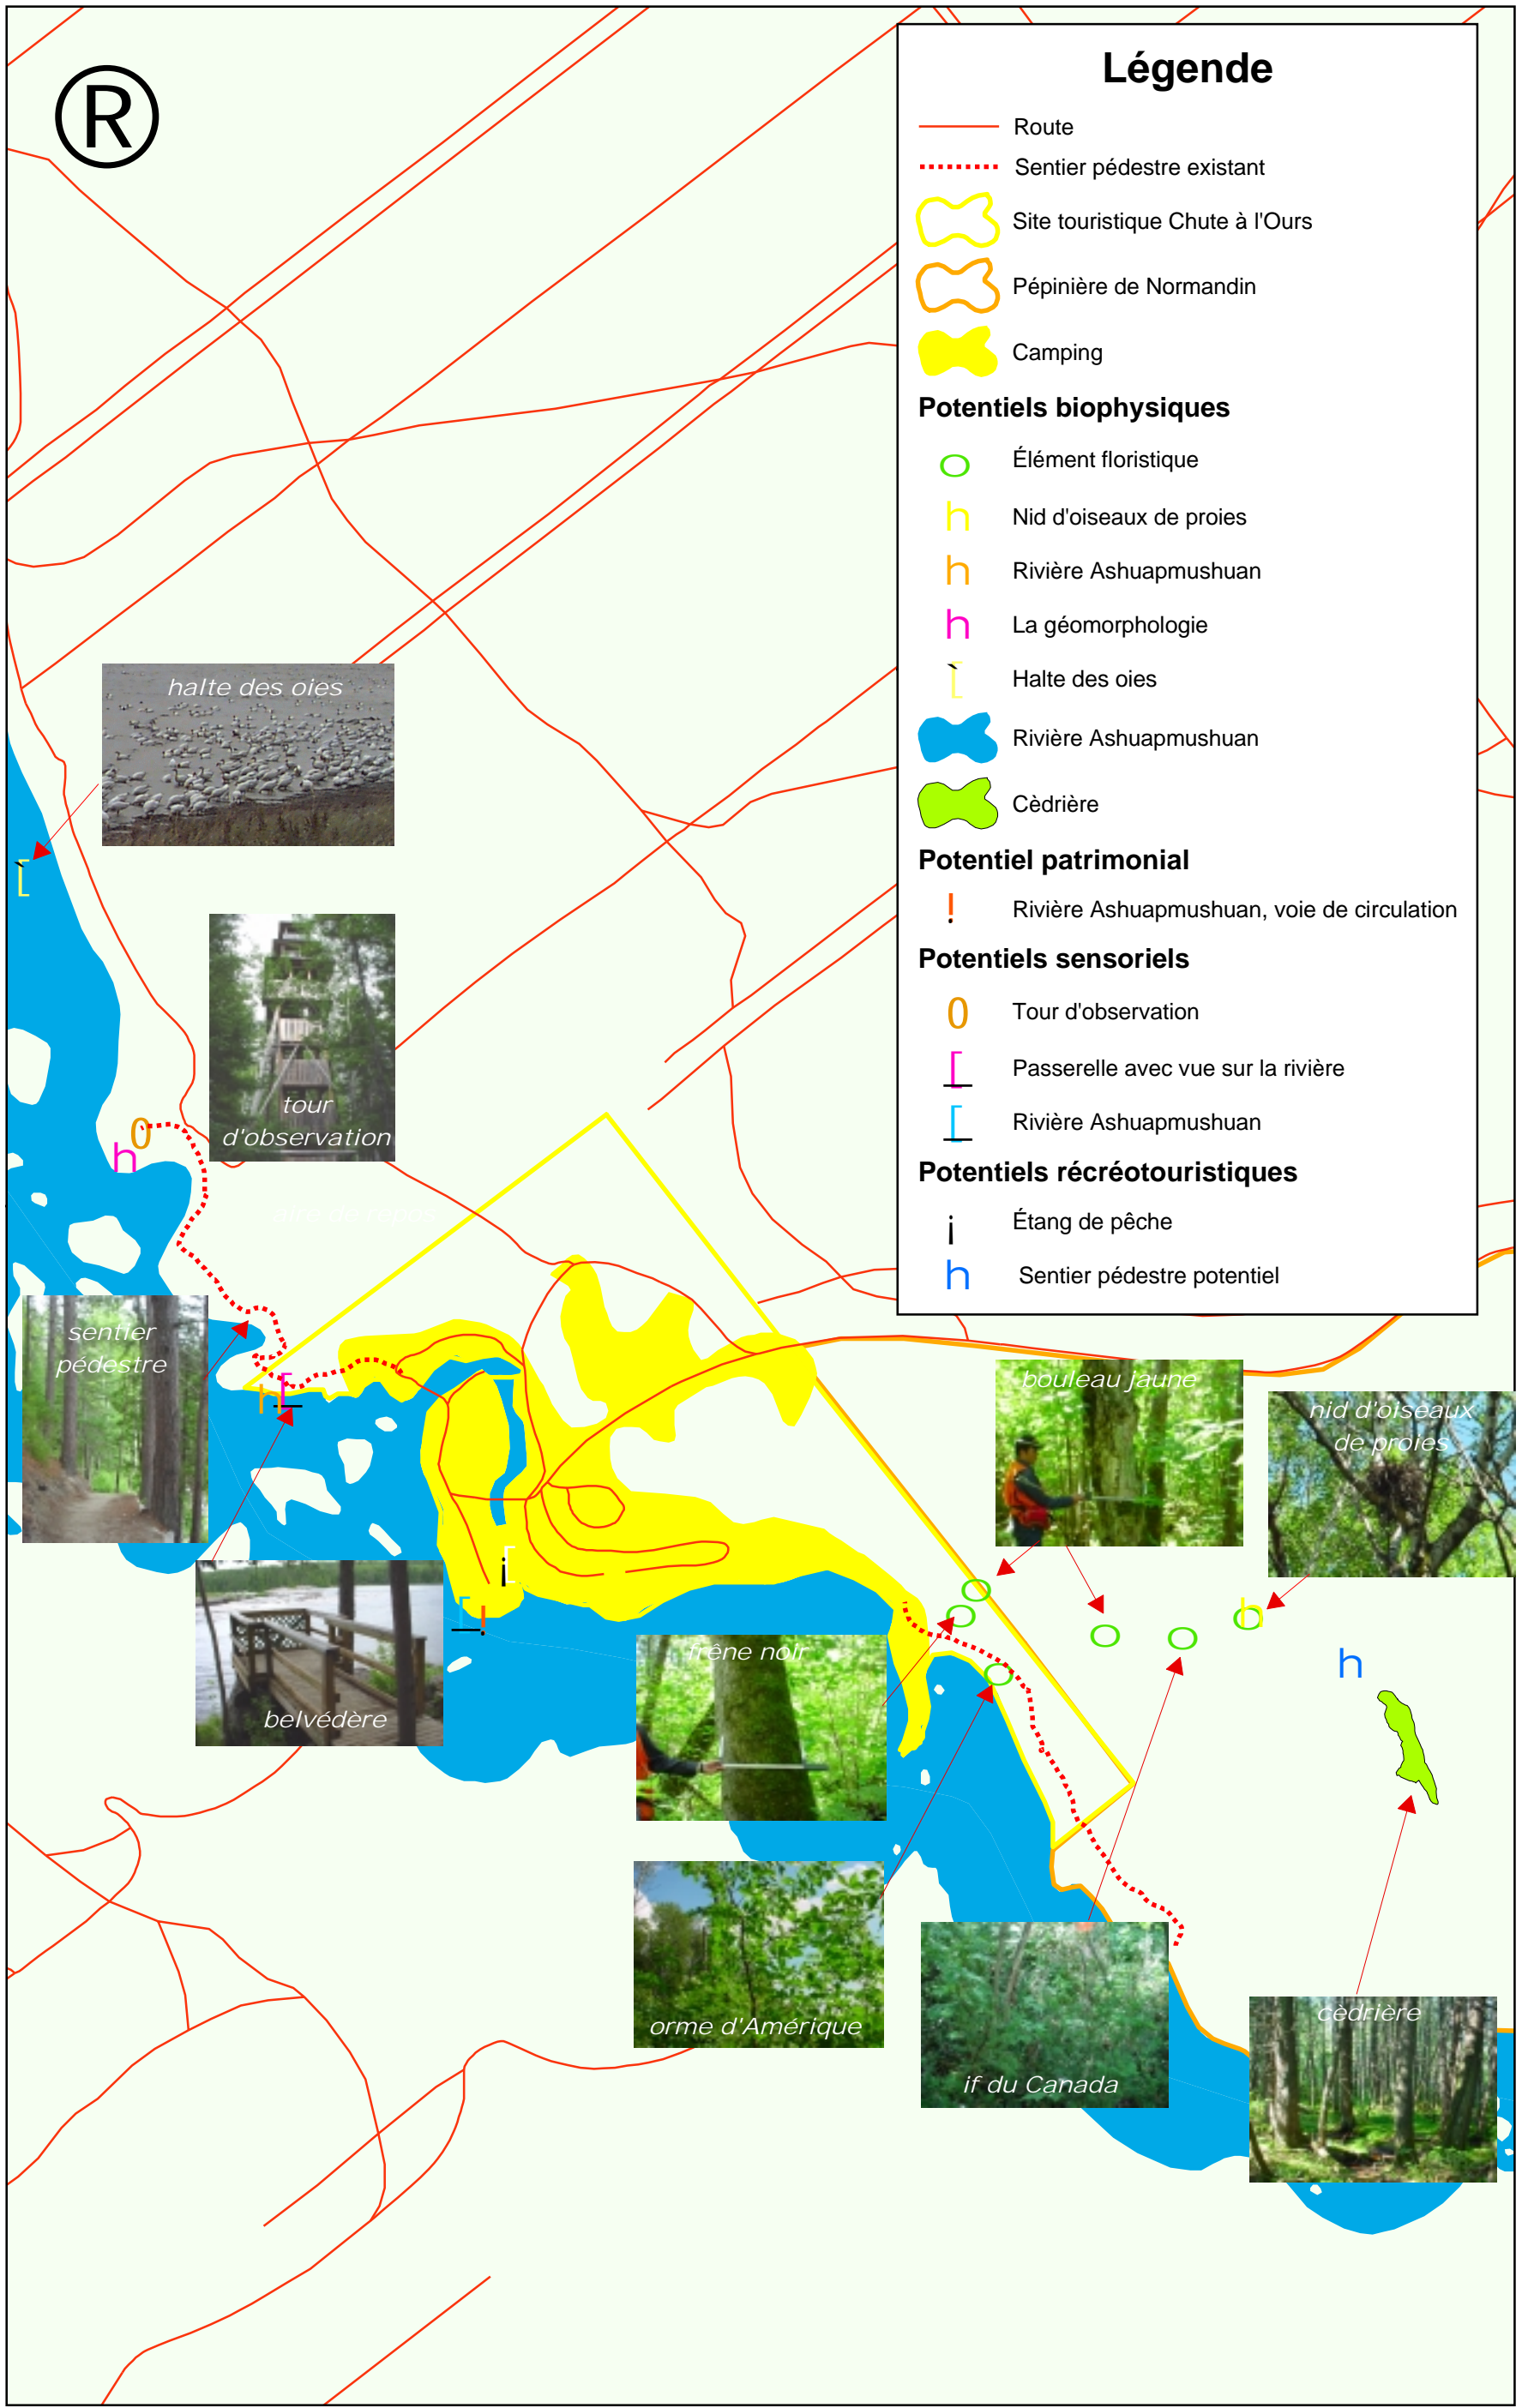 ®
Légende
Route
Sentier pédestre existant
Site touristique Chute à l'Ours
Pépinière de Normandin
Camping
Potentiels biophysiques
Élément floristique
h Nid d'oiseaux de proies
h Rivière Ashuapmushuan
h La géomorphologie
Halte des oies
Rivière Ashuapmushuan
Cèdrière
Potentiel patrimonial
! Rivière Ashuapmushuan, voie de circulation
Potentiels sensoriels
0 Tour d'observation
[ Passerelle avec vue sur la rivière
[ Rivière Ashuapmushuan
Potentiels récréotouristiques
¡ Étang de pêche
h Sentier pédestre potentiel
halte des oies
tour
d'observation
0
h
sentier
pédestre
h [
bouleau jaune
nid d'oiseaux
de proies
¡ [
[ !
h
h
frêne noir
belvédère
orme d'Amérique
if du Canada
cèdrière